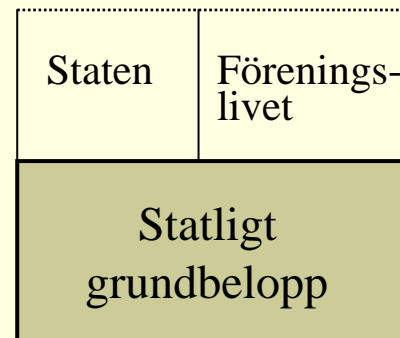 Staten
Förenings-
livet
Statligt
grundbelopp